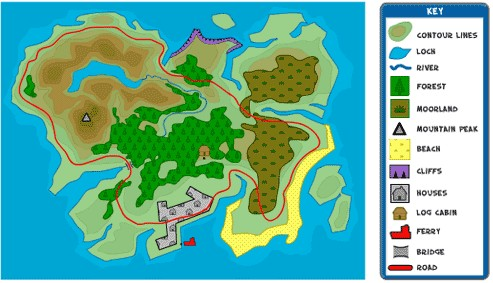 KEY
CONTOUR LINES
LOCH
RIVER
FOREST
MOORLAND
MOUNTAIN PEAK
BEACH
CLIFFS
HOUSES
LOG CABIN
FERRY
BRIDGE
ROAD